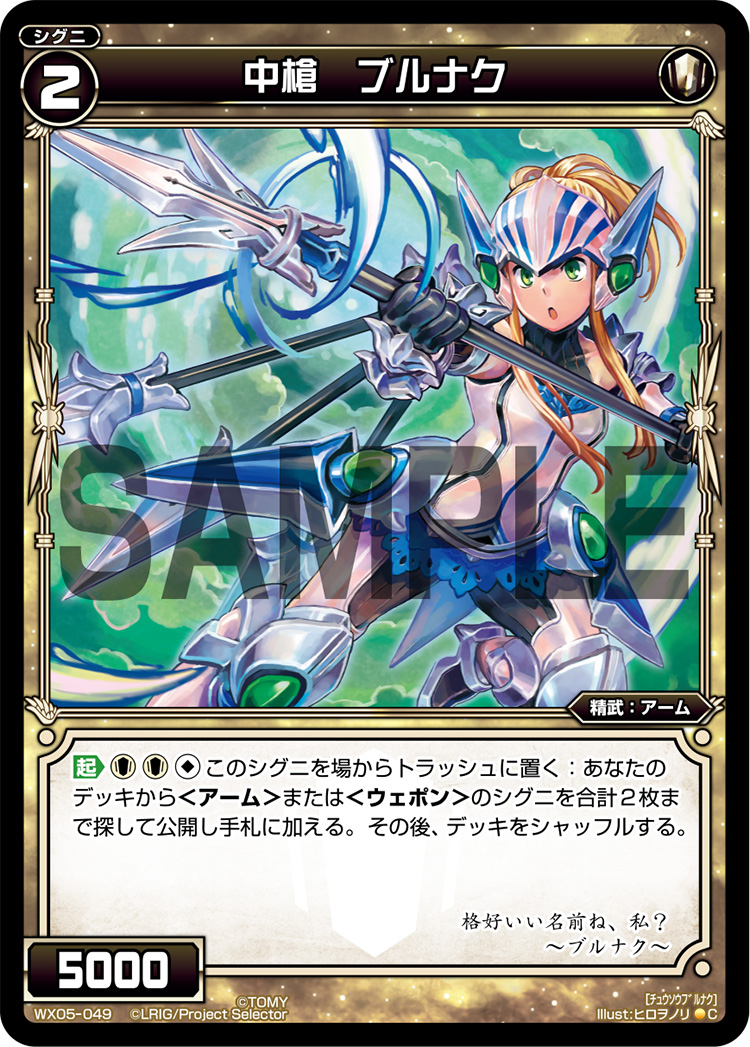 シグニ
2
中槍 ブルナク
SAMPLE
精武：アーム
起 このシグニを場からトラッシュに置く：あなたの
デッキから<アーム>または<ウェポン>のシグニを合計２枚ま
で探して公開し手札に加える。その後、デッキをシャッフルする。
格好いい名前ね、私？
～ブルナク～
5000
WX05-049 ©LRIG/Project Selector
©TOMY
[チュウソウブルナク]
Illust:ヒロヲノリ C